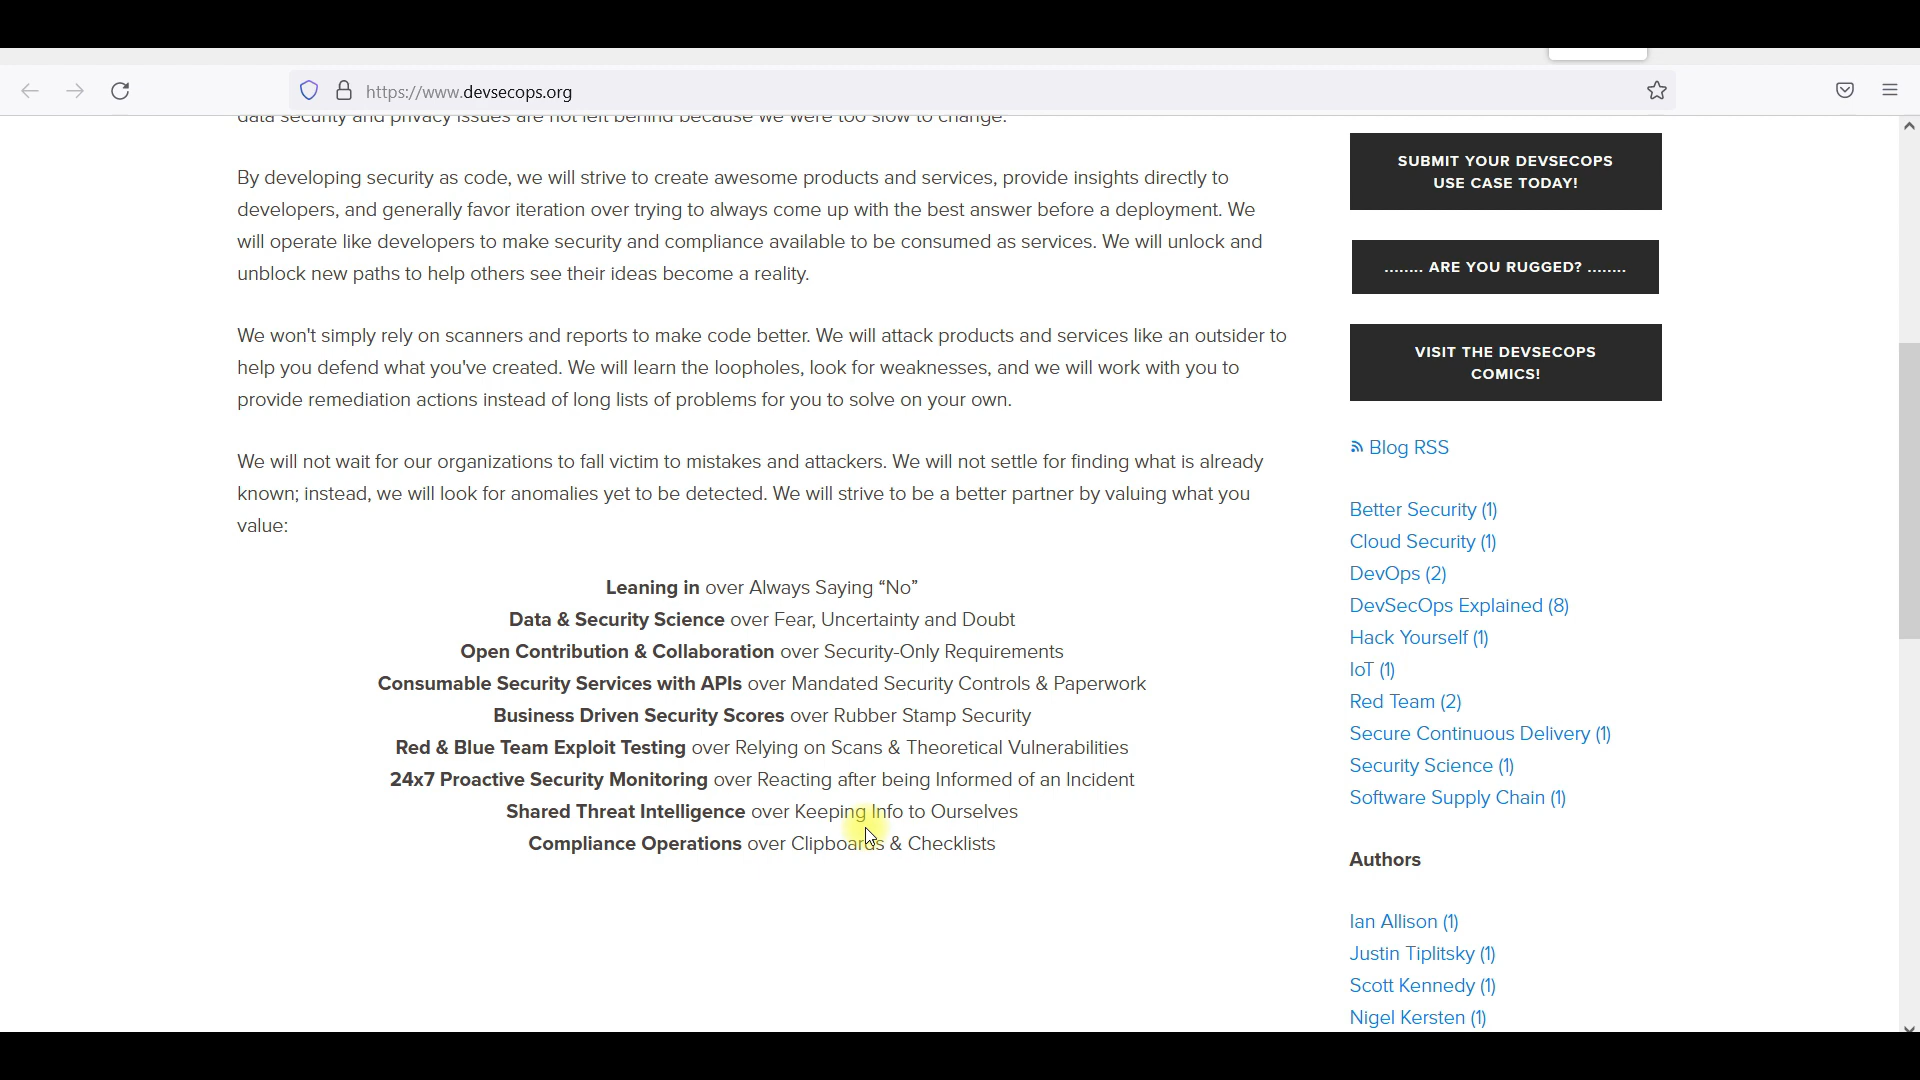 https://www.devsecops.org
data security and privacy issues are not left behind because we were too slow to change.
By developing security as code, we will strive to create awesome products and services, provide insights directly to
developers, and generally favor iteration over trying to always come up with the best answer before a deployment. We
will operate like developers to make security and compliance available to be consumed as services. We will unlock and
unblock new paths to help others see their ideas become a reality.
We won't simply rely on scanners and reports to make code better. We will attack products and services like an outsider to
help you defend what you've created. We will learn the loopholes, look for weaknesses, and we will work with you to
provide remediation actions instead of long lists of problems for you to solve on your own.
We will not wait for our organizations to fall victim to mistakes and attackers. We will not settle for finding what is already
known; instead, we will look for anomalies yet to be detected. We will strive to be a better partner by valuing what you
value:
Leaning in over Always Saying “No”
Data & Security Science over Fear, Uncertainty and Doubt
Open Contribution & Collaboration over Security-Only Requirements
Consumable Security Services with APIs over Mandated Security Controls & Paperwork
Business Driven Security Scores over Rubber Stamp Security
Red & Blue Team Exploit Testing over Relying on Scans & Theoretical Vulnerabilities
24x7 Proactive Security Monitoring over Reacting after being Informed of an Incident
Shared Threat Intelligence over Keeping Info to Ourselves
Compliance Operations over Clipboards & Checklists
SUBMIT YOUR DEVSECOPS
USE CASE TODAY!
........ ARE YOU RUGGED? ........
VISIT THE DEVSECOPS
COMICS!
Blog RSS
Better Security (1)
Cloud Security (1)
DevOps (2)
DevSecOps Explained (8)
Hack Yourself (1)
IoT (1)
Red Team (2)
Secure Continuous Delivery (1)
Security Science (1)
Software Supply Chain (1)
Authors
Ian Allison (1)
Justin Tiplitsky (1)
Scott Kennedy (1)
Nigel Kersten (1)